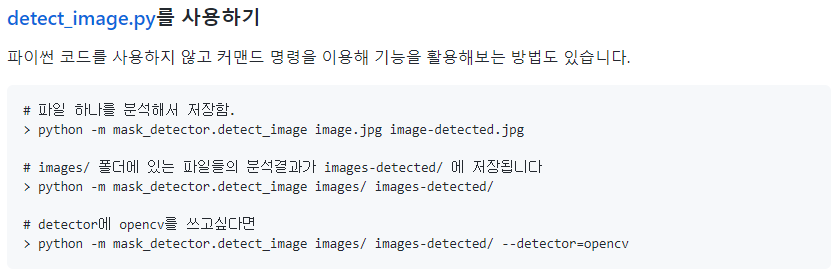 detect_image.py를 사용하기
파이썬 코드를 사용하지 않고 커맨드 명령을 이용해 기능을 활용해보는 방법도 있습니다.
# 파일 하나를 분석해서 저장함.
> python -m mask_detector.detect_image image.jpg image-detected.jpg
# images/ 폴더에 있는 파일들의 분석결과가 images-detected/ 에 저장됩니다
> python -m mask_detector.detect_image images/ images-detected/
# detector에 opencv를 쓰고싶다면
> python -m mask_detector.detect_image images/ images-detected/ --detector=opencv